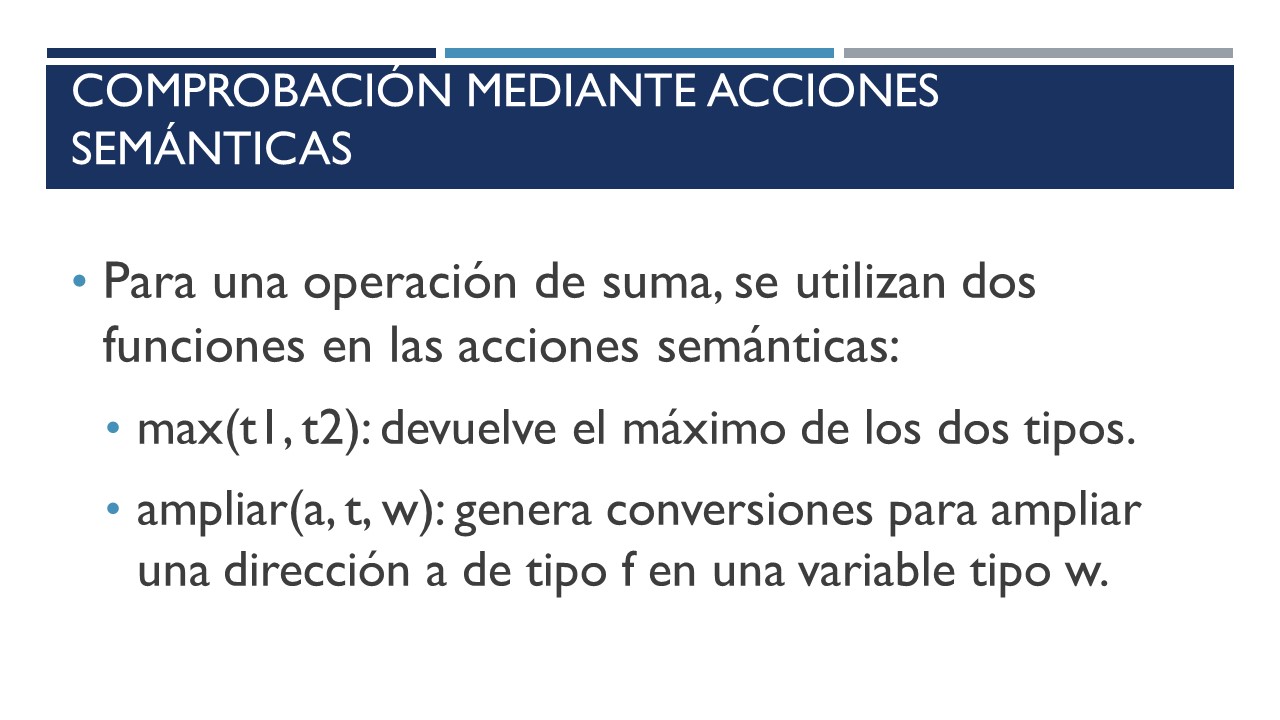 COMPROBACIÓN MEDIANTE ACCIONES
SEMÁNTICAS
• Para una operación de suma, se utilizan dos
funciones en las acciones semánticas:
• max(t1, t2): devuelve el máximo de los dos tipos.
• ampliar(a, t, w): genera conversiones para ampliar
una dirección a de tipo f en una variable tipo w.